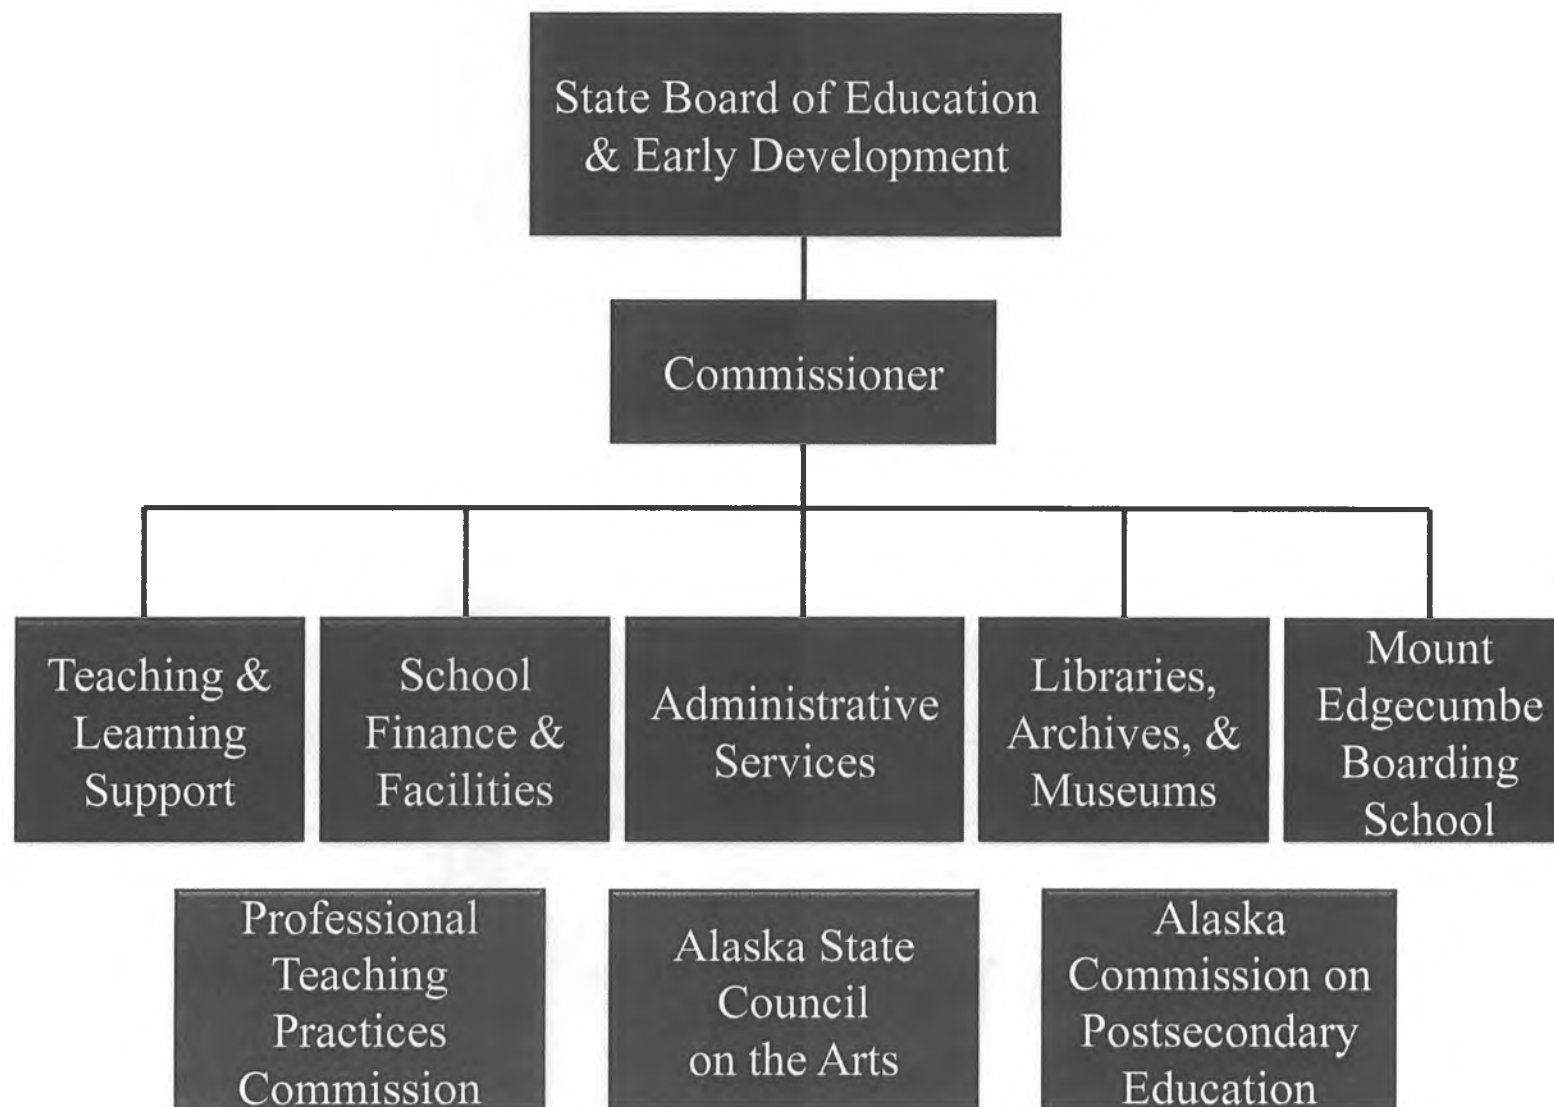 State Board of Education
& Early Development
Commissioner
Teaching &
Learning
Support
School
Finance &
Facilities
Administrative
Services
Libraries,
Archives, &
Museums
Mount
Edgecumbe
Boarding
School
Professional
Teaching
Practices
Commission
Alaska State
Council
on the Arts
Alaska
Commission on
Postsecondary
Education